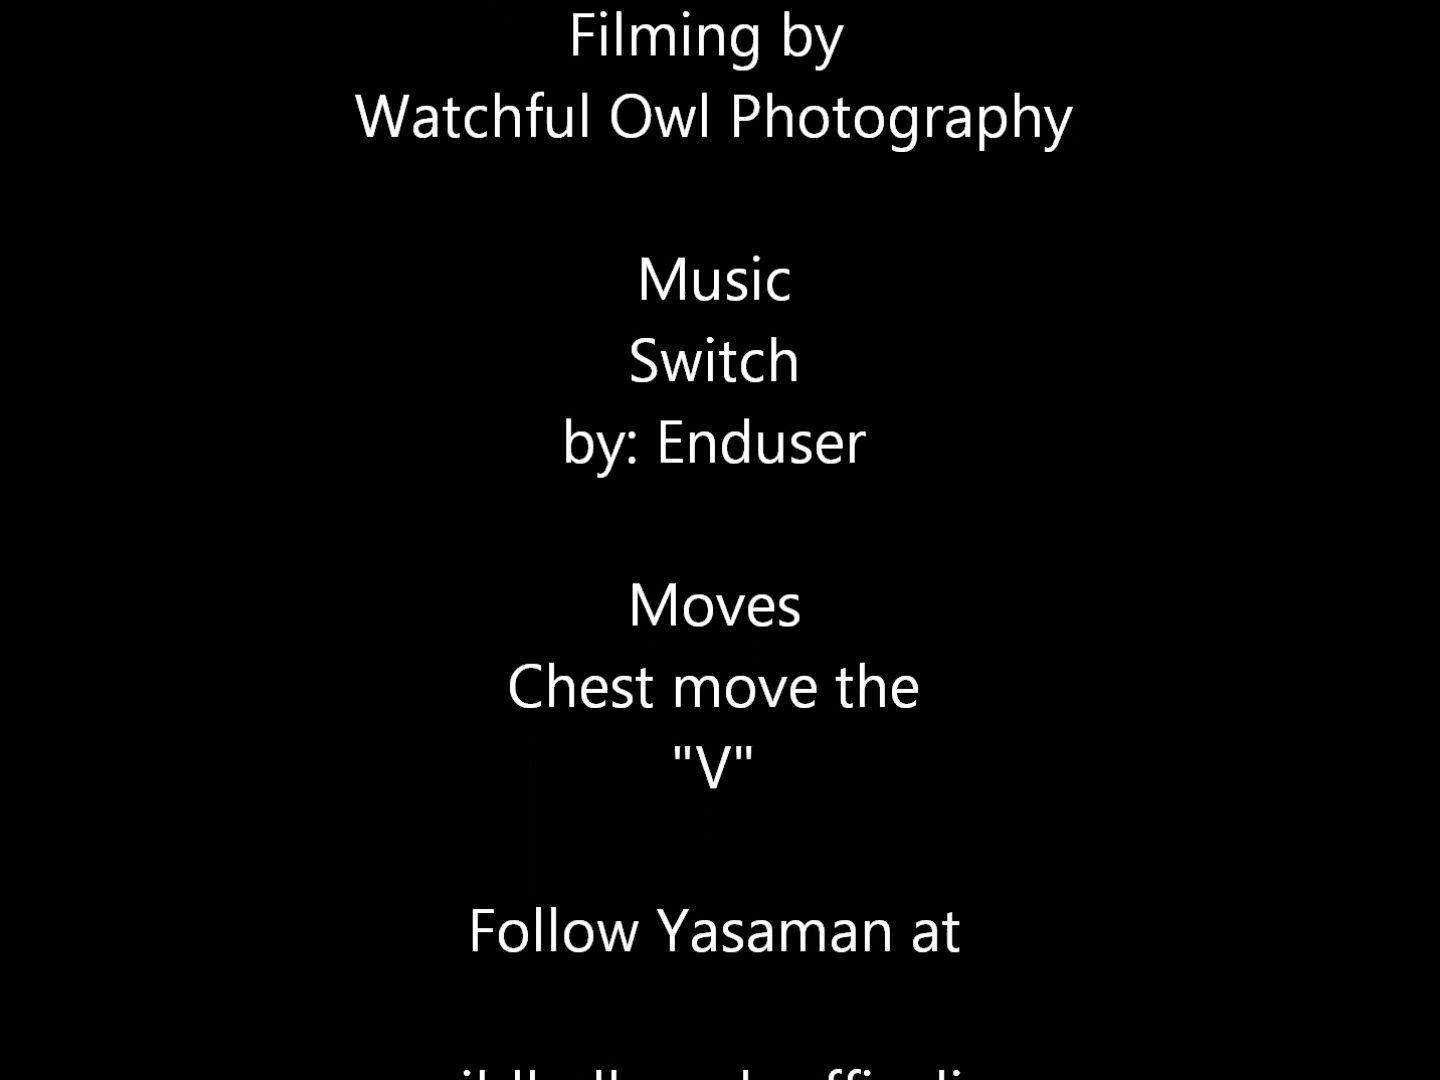 Filming by
Watchful Owl Photography
Music
Switch
by: Enduser
Moves
Chest move the
"V"
Follow Yasaman at